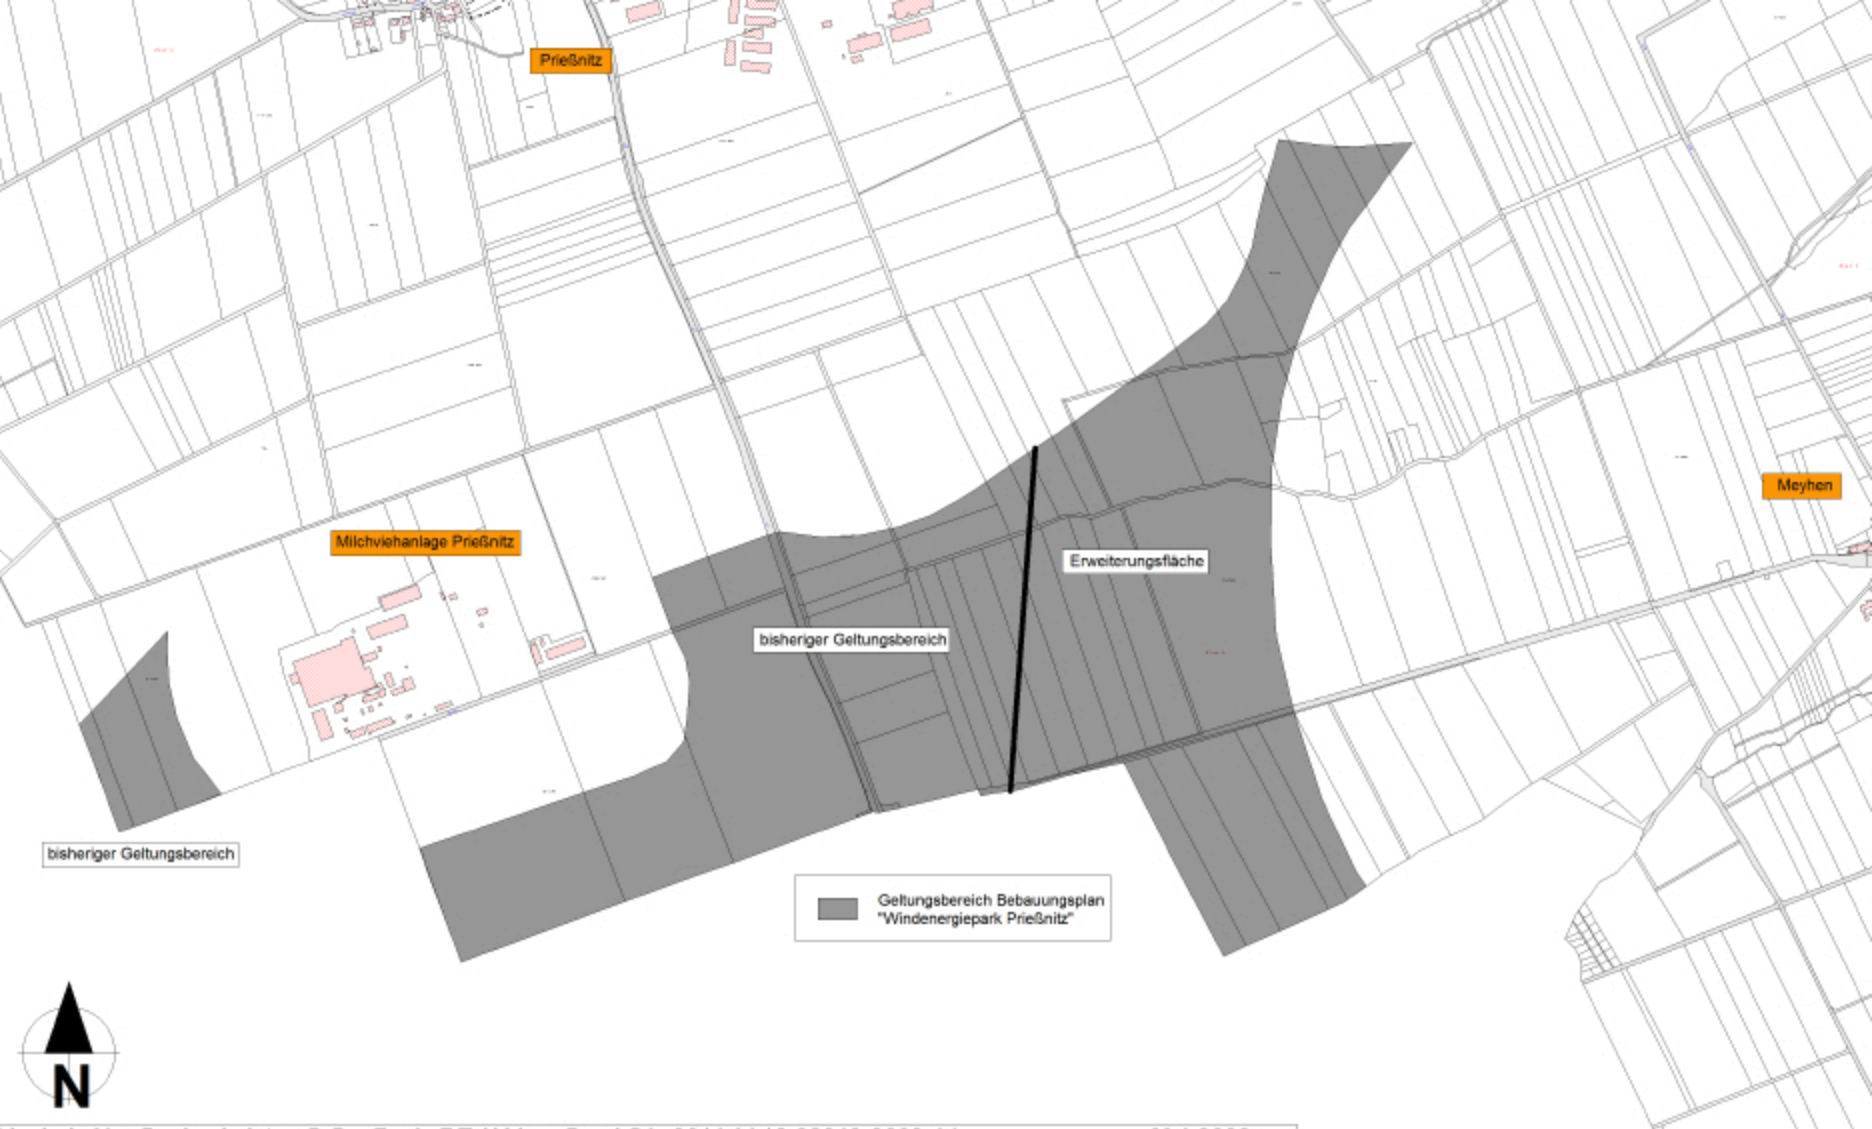 Prießnitz
Meyhen
Milchviehanlage Prießnitz
Erweiterungsfläche
bisheriger Geltungsbereich
bisheriger Geltungsbereich
Geltungsbereich Bebauungsplan
"Windenergiepark Prießnitz"
N